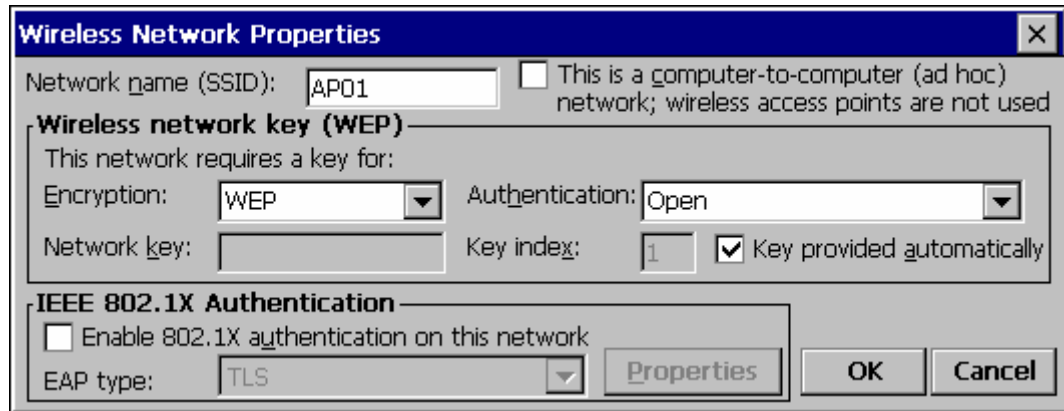 Wireless Network Properties
Network name (SSID): AP01
This is a computer-to-computer (ad hoc)
network; wireless access points are not used
Wireless network key (WEP)
This network requires a key for:
Encryption: WEP Authentication: Open
Network key: Key index: 1 Key provided automatically
IEEE 802.1X Authentication
Enable 802.1X authentication on this network
EAP type: TLS Properties OK Cancel